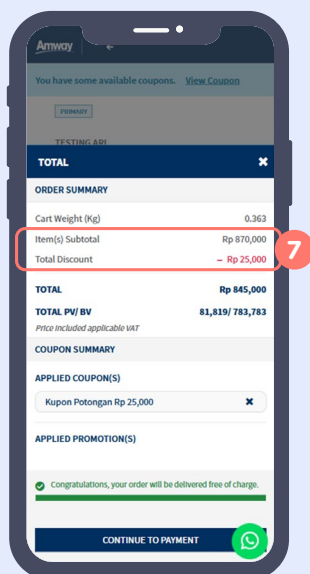 Amway
You have some available coupons. View Coupon
PRIMARY
TESTING ARI
TOTAL
ORDER SUMMARY
Cart Weight (Kg) 0.363
Item(s) Subtotal Rp 870,000
Total Discount – Rp 25,000
7
TOTAL Rp 845,000
TOTAL PV/ BV 81,819/ 783,783
Price Included applicable VAT
COUPON SUMMARY
APPLIED COUPON(S)
Kupon Potongan Rp 25,000
APPLIED PROMOTION(S)
Congratulations, your order will be delivered free of charge.
CONTINUE TO PAYMENT